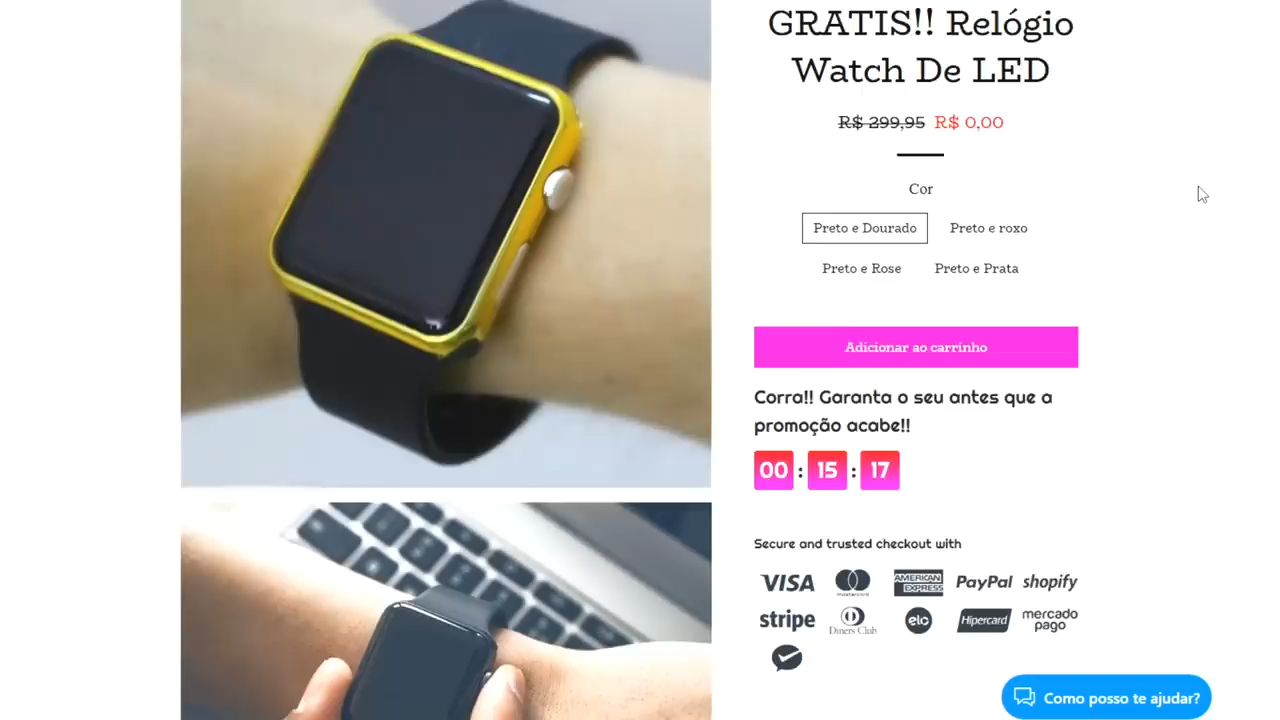 GRATIS!! Relógio
Watch De LED
R$ 299,95 R$ 0,00
Cor
Preto e Dourado
Preto e roxo
Preto e Rose
Preto e Prata
Adicionar ao carrinho
Corra!! Garanta o seu antes que a
promoção acabe!!
00 : 15 : 17
Secure and trusted checkout with
VISA
mastercard
AMERICAN
EXPRESS
PayPal
shopify
stripe
Diners Club
elo
Hipercard
mercado
pago
Como posso te ajudar?